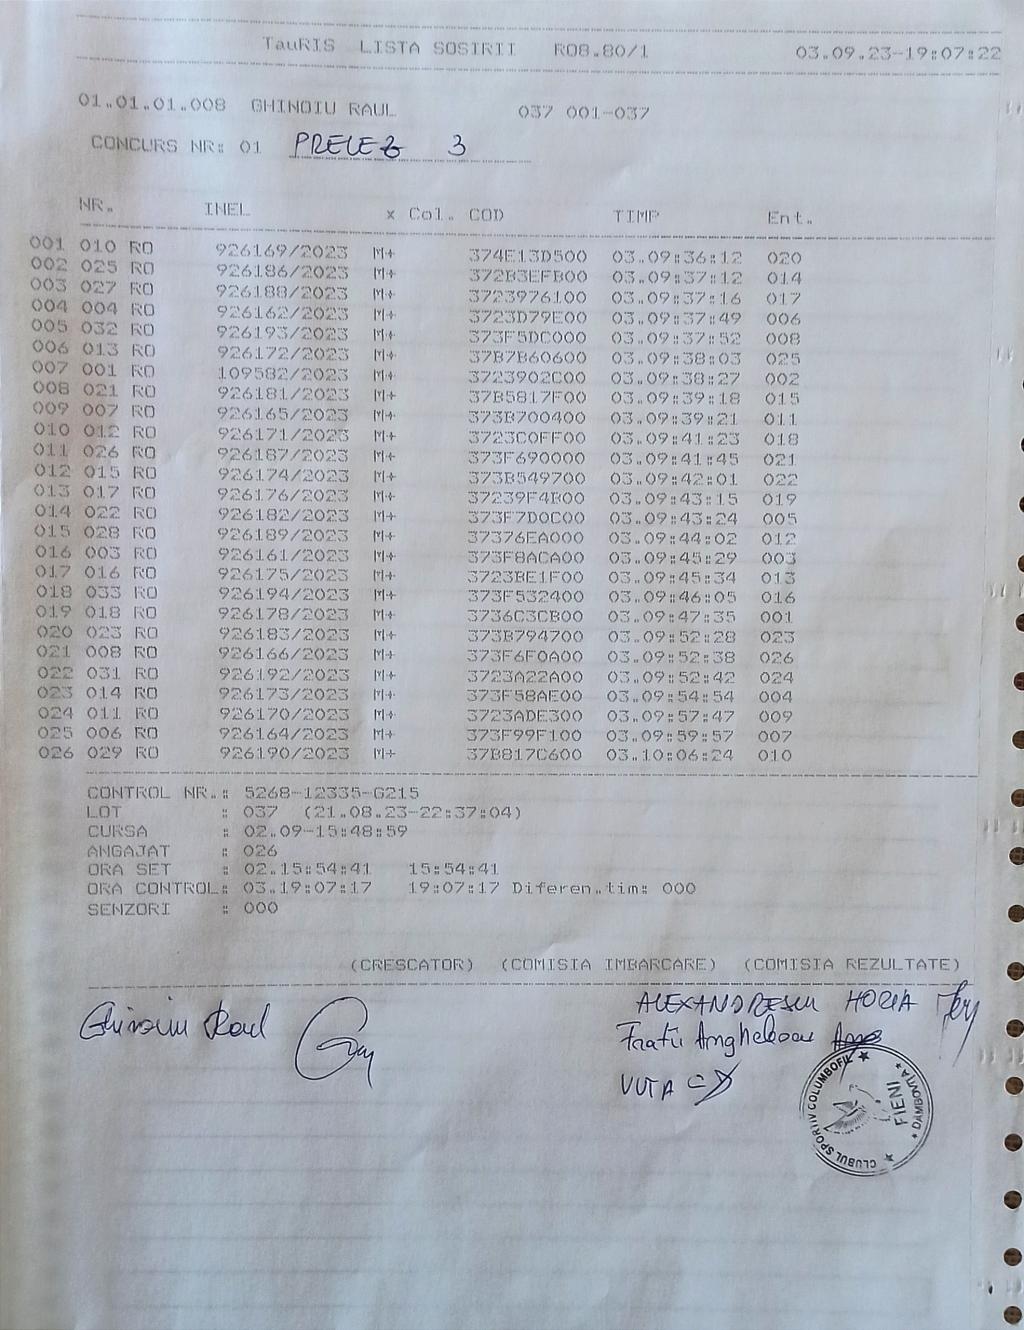 TauRIS LISTA SOSIRII RO8.80/1 03.09.23-19:07:22
01.01.01.008 GHINOIU RAUL 037 001-037
CONCURS NR: 01 PRELEZ 3
NR. INEL x Col. COD TIMP Ent.
001 010 RO 926169/2023 M+ 374E13D500 03.09:36:12 020
002 025 RO 926186/2023 M+ 372B3EFB00 03.09:37:12 014
003 027 RO 926188/2023 M+ 3723976100 03.09:37:16 017
004 004 RO 926162/2023 M+ 3723D79E00 03.09:37:49 006
005 032 RO 926193/2023 M+ 373F5DC000 03.09:37:52 008
006 013 RO 926172/2023 M+ 37B7B60600 03.09:38:03 025
007 001 RO 109582/2023 M+ 3723902C00 03.09:38:27 002
008 021 RO 926181/2023 M+ 37B5817F00 03.09:39:18 015
009 007 RO 926165/2023 M+ 373B700400 03.09:39:21 011
010 012 RO 926171/2023 M+ 3723C0FF00 03.09:41:23 018
011 026 RO 926187/2023 M+ 373F690000 03.09:41:45 021
012 015 RO 926174/2023 M+ 373B549700 03.09:42:01 022
013 017 RO 926176/2023 M+ 37239F4B00 03.09:43:15 019
014 022 RO 926182/2023 M+ 373F7D0C00 03.09:43:24 005
015 028 RO 926189/2023 M+ 37376EA000 03.09:44:02 012
016 003 RO 926161/2023 M+ 373F8ACA00 03.09:45:29 003
017 016 RO 926175/2023 M+ 3723BE1F00 03.09:45:34 013
018 033 RO 926194/2023 M+ 373F532400 03.09:46:05 016
019 018 RO 926178/2023 M+ 3736C3CB00 03.09:47:35 001
020 023 RO 926183/2023 M+ 373B794700 03.09:52:28 023
021 008 RO 926166/2023 M+ 373F6F0A00 03.09:52:38 026
022 031 RO 926192/2023 M+ 3723A22A00 03.09:52:42 024
023 014 RO 926173/2023 M+ 373F58AE00 03.09:54:54 004
024 011 RO 926170/2023 M+ 3723ADE300 03.09:57:47 009
025 006 RO 926164/2023 M+ 373F99F100 03.09:59:57 007
026 029 RO 926190/2023 M+ 37B817C600 03.10:06:24 010
CONTROL NR.: 5268-12335-G215
LOT : 037 (21.08.23-22:37:04)
CURSA : 02.09-15:48:59
ANGAJAT : 026
ORA SET : 02.15:54:41 15:54:41
ORA CONTROL: 03.19:07:17 19:07:17 Diferen.tim: 000
SENZORI : 000
(CRESCATOR) (COMISIA IMBARCARE) (COMISIA REZULTATE)
Ghinoiu Raul
ALEXANDRESCU HORIA
Fratii
VUTA
CLUBUL SPORTIV COLUMBOFIL
FIENI
DAMBOVITA